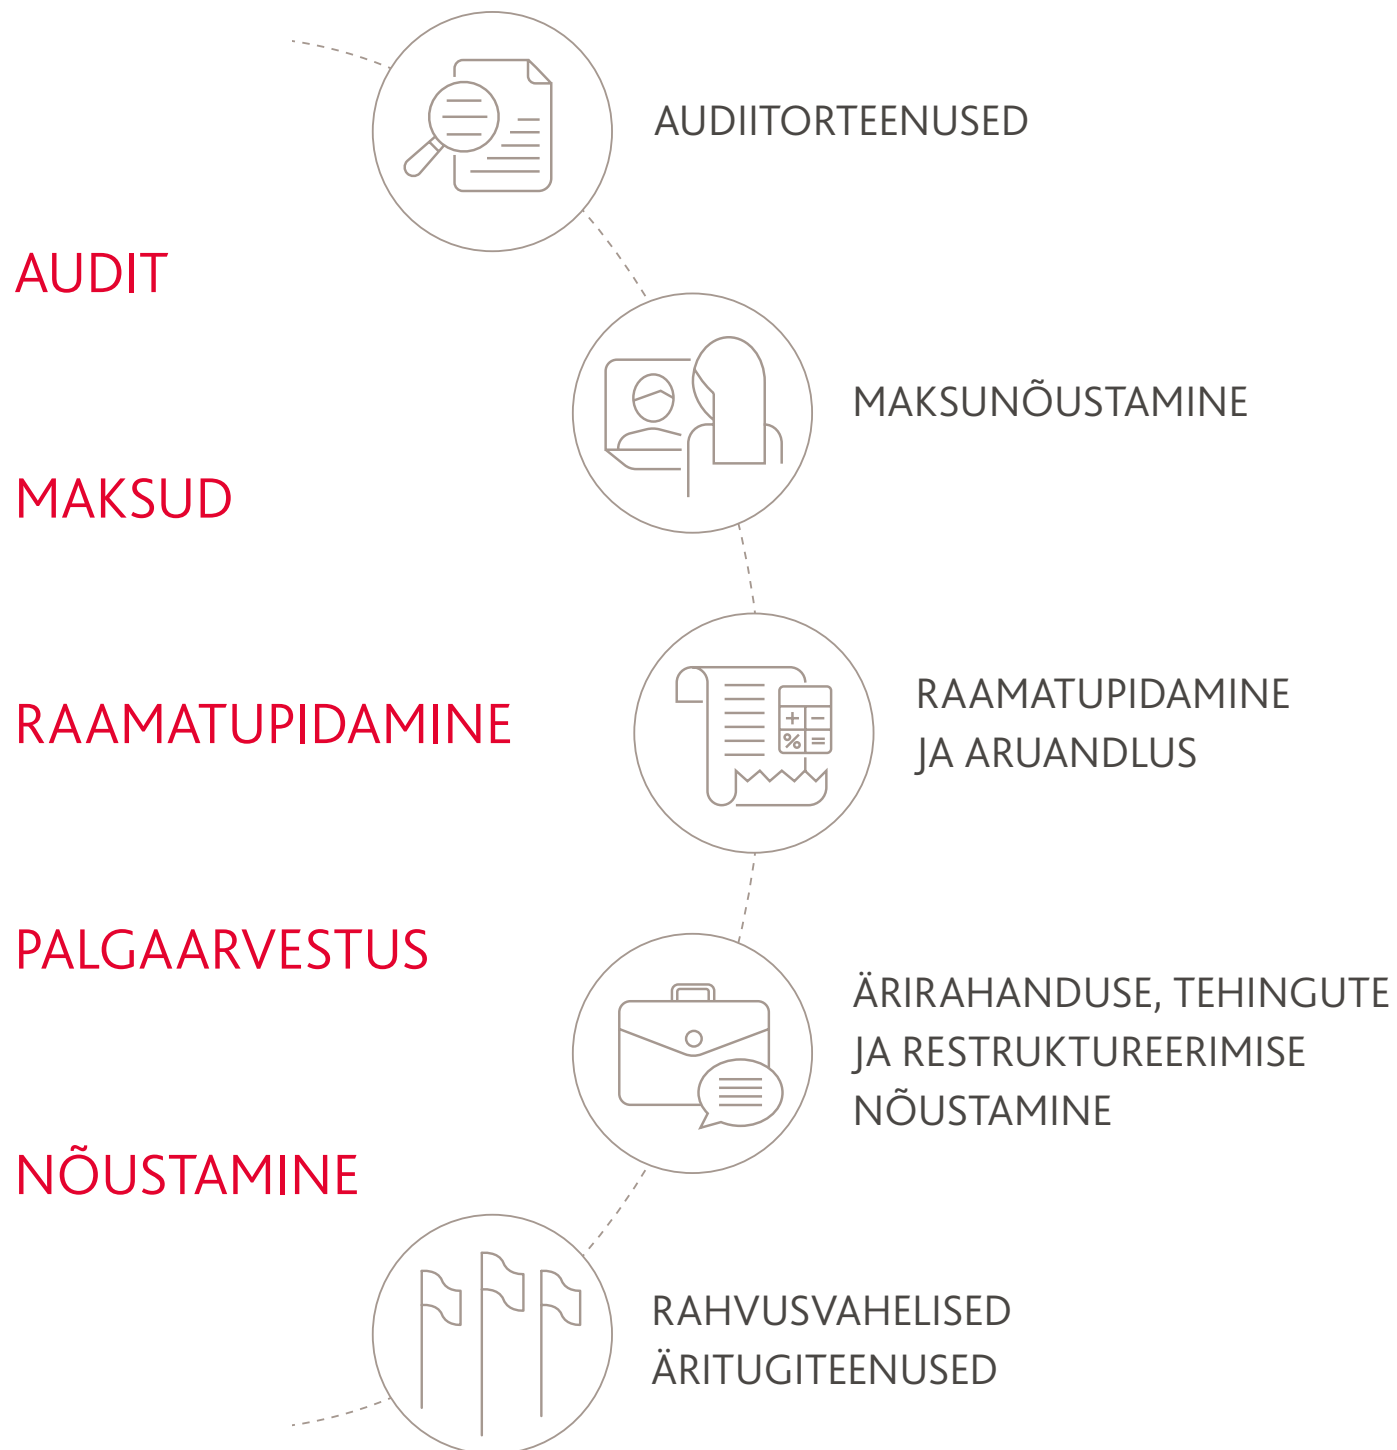 AUDIT
MAKSUD
RAAMATUPIDAMINE
PALGAARVESTUS
NÕUSTAMINE
AUDIITORTEENUSED
MAKSUNÕUSTAMINE
RAAMATUPIDAMINE
JA ARUANDLUS
ÄRIRAHANDUSE, TEHINGUTE
JA RESTRUKTUREERIMISE
NÕUSTAMINE
RAHVUSVAHELISED
ÄRITUGITEENUSED